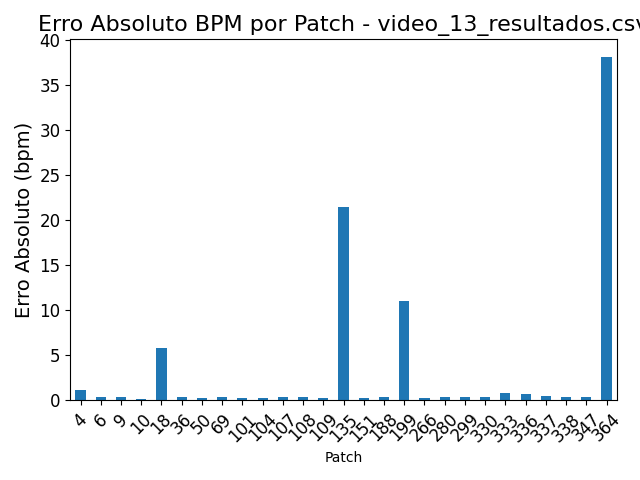 Erro Absoluto BPM por Patch - video_13_resultados.csv
40
35
30
25
20
15
10
5
0
Erro Absoluto (bpm)
4 6 9 10 18 36 50 69 101 104 107 108 109 135 151 188 199 266 280 299 330 333 336 337 338 347 364
Patch